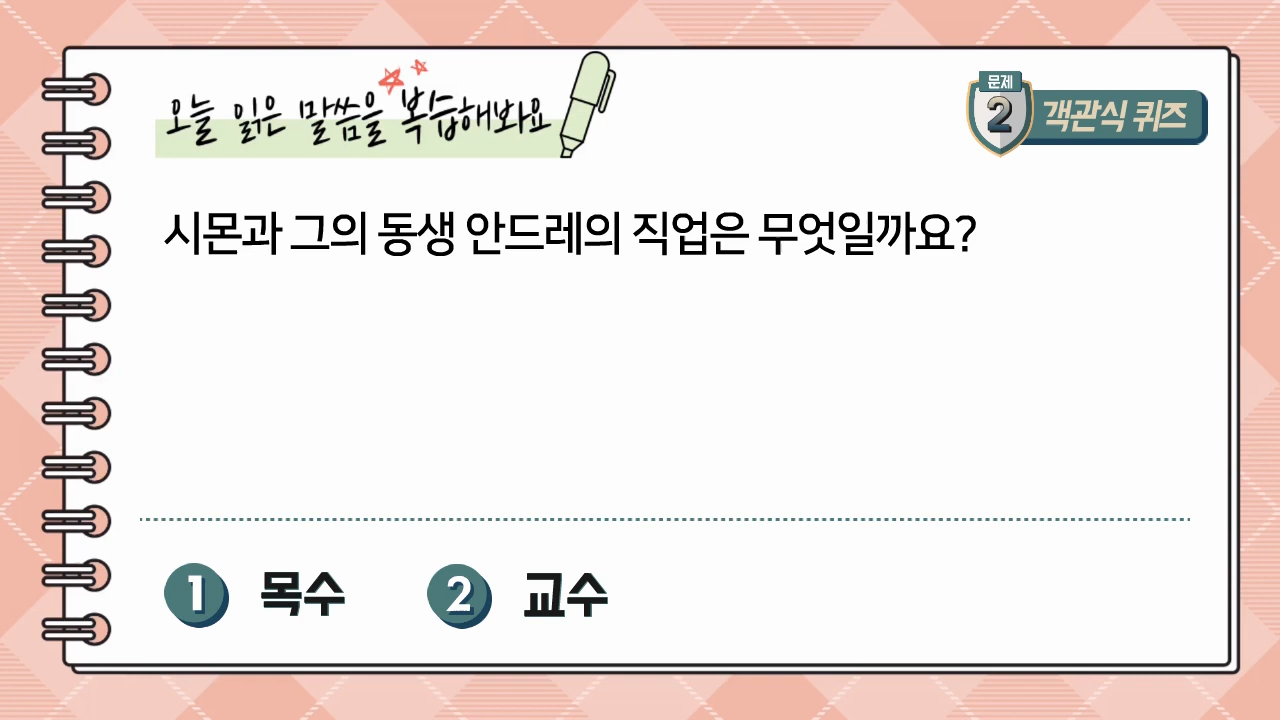 오늘 읽은 말씀을 복습해봐요
문제
2
객관식 퀴즈
시몬과 그의 동생 안드레의 직업은 무엇일까요?
1 목수 2 교수